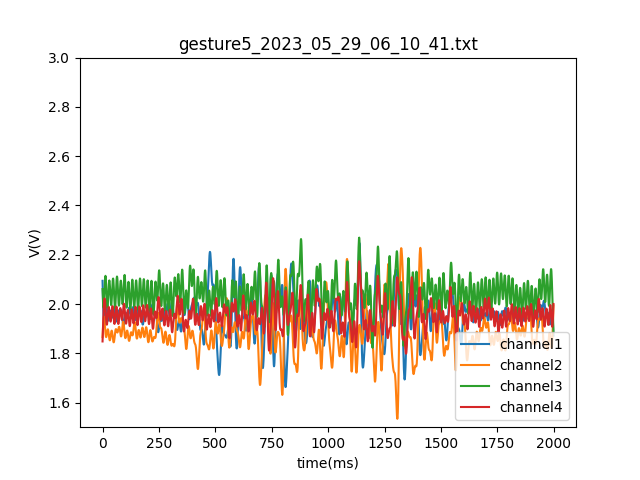 gesture5_2023_05_29_06_10_41.txt
3.0
2.8
2.6
2.4
2.2
2.0
1.8
1.6
V(V)
channel1
channel2
channel3
channel4
0 250 500 750 1000 1250 1500 1750 2000
time(ms)